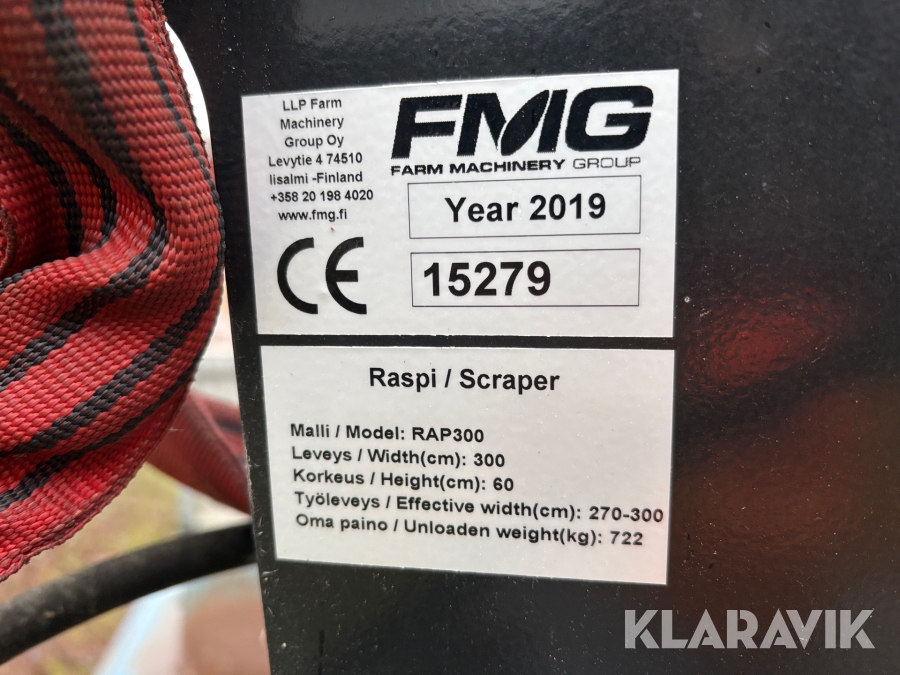 LLP Farm
Machinery
Group Oy
Levytie 4 74510
Iisalmi -Finland
+358 20 198 4020
www.fmg.fi
CE
FMG
FARM MACHINERY GROUP
Year 2019
15279
Raspi / Scraper
Malli / Model: RAP300
Leveys / Width(cm): 300
Korkeus / Height(cm): 60
Työleveys / Effective width(cm): 270-300
Oma paino / Unloaden weight(kg): 722
KLARAVIK